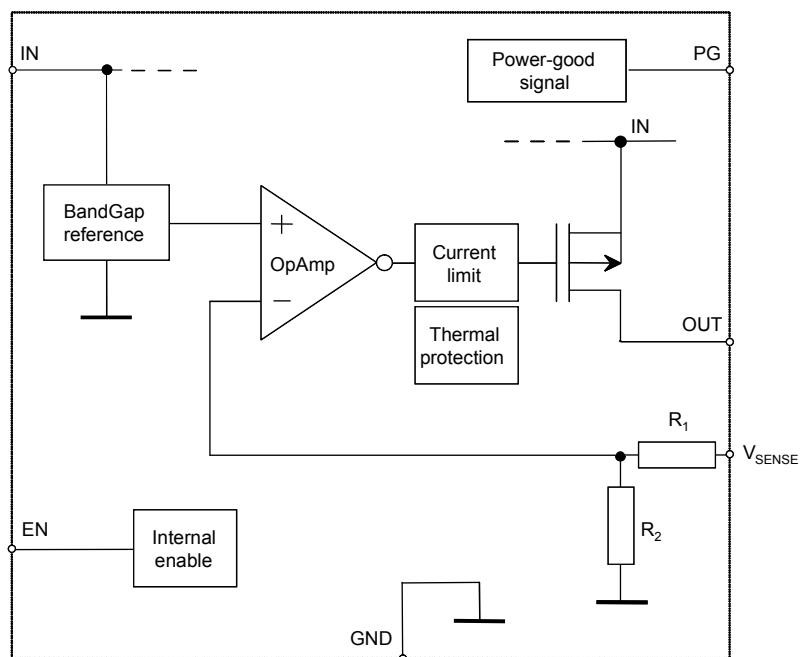 IN
PG
Power-good
signal
IN
BandGap
reference
+
OpAmp
−
Current
limit
Thermal
protection
OUT
R1
VSENSE
R2
EN
Internal
enable
GND